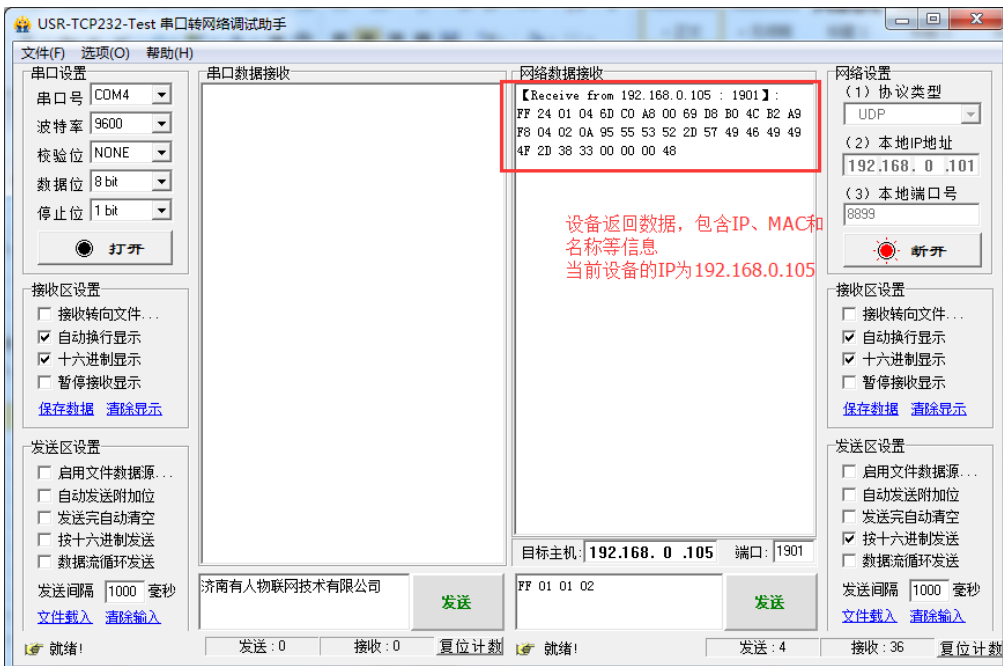 USR-TCP232-Test 串口转网络调试助手
文件(F) 选项(O) 帮助(H)
串口设置
串口号 COM4
波特率 9600
校验位 NONE
数据位 8 bit
停止位 1 bit
打开
接收区设置
接收转向文件...
自动换行显示
十六进制显示
暂停接收显示
保存数据 清除显示
发送区设置
启用文件数据源...
自动发送附加位
发送完自动清空
按十六进制发送
数据流循环发送
发送间隔 1000 毫秒
文件载入 清除输入
串口数据接收
济南有人物联网技术有限公司
发送
网络数据接收
【Receive from 192.168.0.105 : 1901】:
FF 24 01 04 6D C0 A8 00 69 D8 B0 4C B2 A9
F8 04 02 0A 95 55 53 52 2D 57 49 46 49 49
4F 2D 38 33 00 00 00 48
设备返回数据，包含IP、MAC和
名称等信息
当前设备的IP为192.168.0.105
目标主机: 192.168. 0 .105 端口: 1901
FF 01 01 02
发送
网络设置
(1) 协议类型
UDP
(2) 本地IP地址
192.168. 0 .101
(3) 本地端口号
8899
断开
接收区设置
接收转向文件...
自动换行显示
十六进制显示
暂停接收显示
保存数据 清除显示
发送区设置
启用文件数据源...
自动发送附加位
发送完自动清空
按十六进制发送
数据流循环发送
发送间隔 1000 毫秒
文件载入 清除输入
就绪! 发送:0 接收:0 复位计数
就绪! 发送:4 接收:36 复位计数